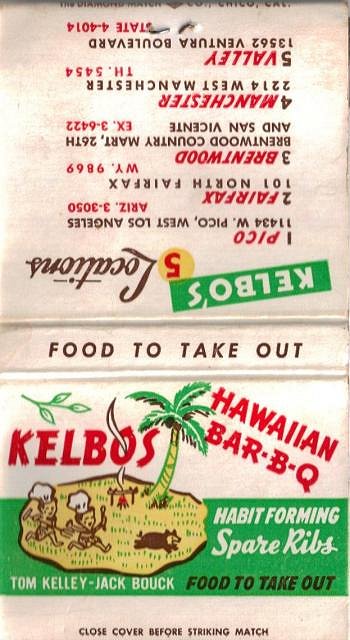 THE DIAMOND MATCH CO., CHICO, CAL.
KELBO'S
5 Locations
1 PICO
11434 W. PICO, WEST LOS ANGELES
ARIZ. 3-3050
2 FAIRFAX
101 NORTH FAIRFAX
WY. 9869
3 BRENTWOOD
BRENTWOOD COUNTRY MART, 26TH
AND SAN VICENTE EX. 3-6422
4 MANCHESTER
2214 WEST MANCHESTER
TH. 5454
5 VALLEY
13562 VENTURA BOULEVARD
STATE 4-4014
FOOD TO TAKE OUT
KELBO'S
HAWAIIAN
BAR-B-Q
HABIT FORMING
Spare Ribs
TOM KELLEY-JACK BOUCK FOOD TO TAKE OUT
CLOSE COVER BEFORE STRIKING MATCH